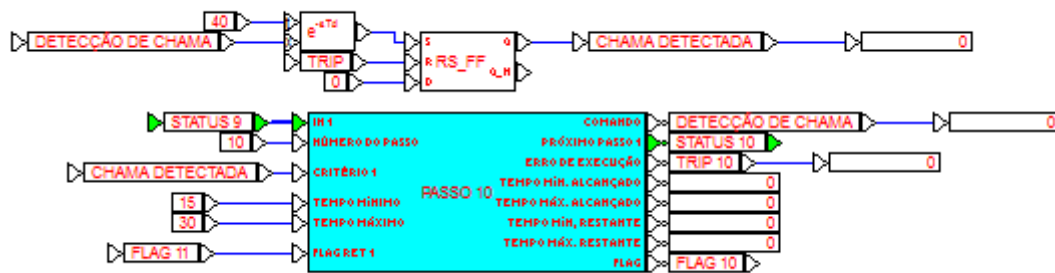 40
e^-sTd
DETECÇÃO DE CHAMA
S Q CHAMA DETECTADA 0
TRIP R RS_FF
Q_N
0 D
STATUS 9 IN 1 COMANDO DETECÇÃO DE CHAMA 0
10 NÚMERO DO PASSO PRÓXIMO PASSO 1 STATUS 10
ERRO DE EXECUÇÃO TRIP 10 0
CHAMA DETECTADA CRITÉRIO 1
TEMPO MÍN. ALCANÇADO 0
PASSO 10
15 TEMPO MÍNIMO TEMPO MÁX. ALCANÇADO 0
30 TEMPO MÁXIMO TEMPO MÍN, RESTANTE 0
TEMPO MÁX. RESTANTE 0
FLAG 11 FLAG RET 1
FLAG FLAG 10